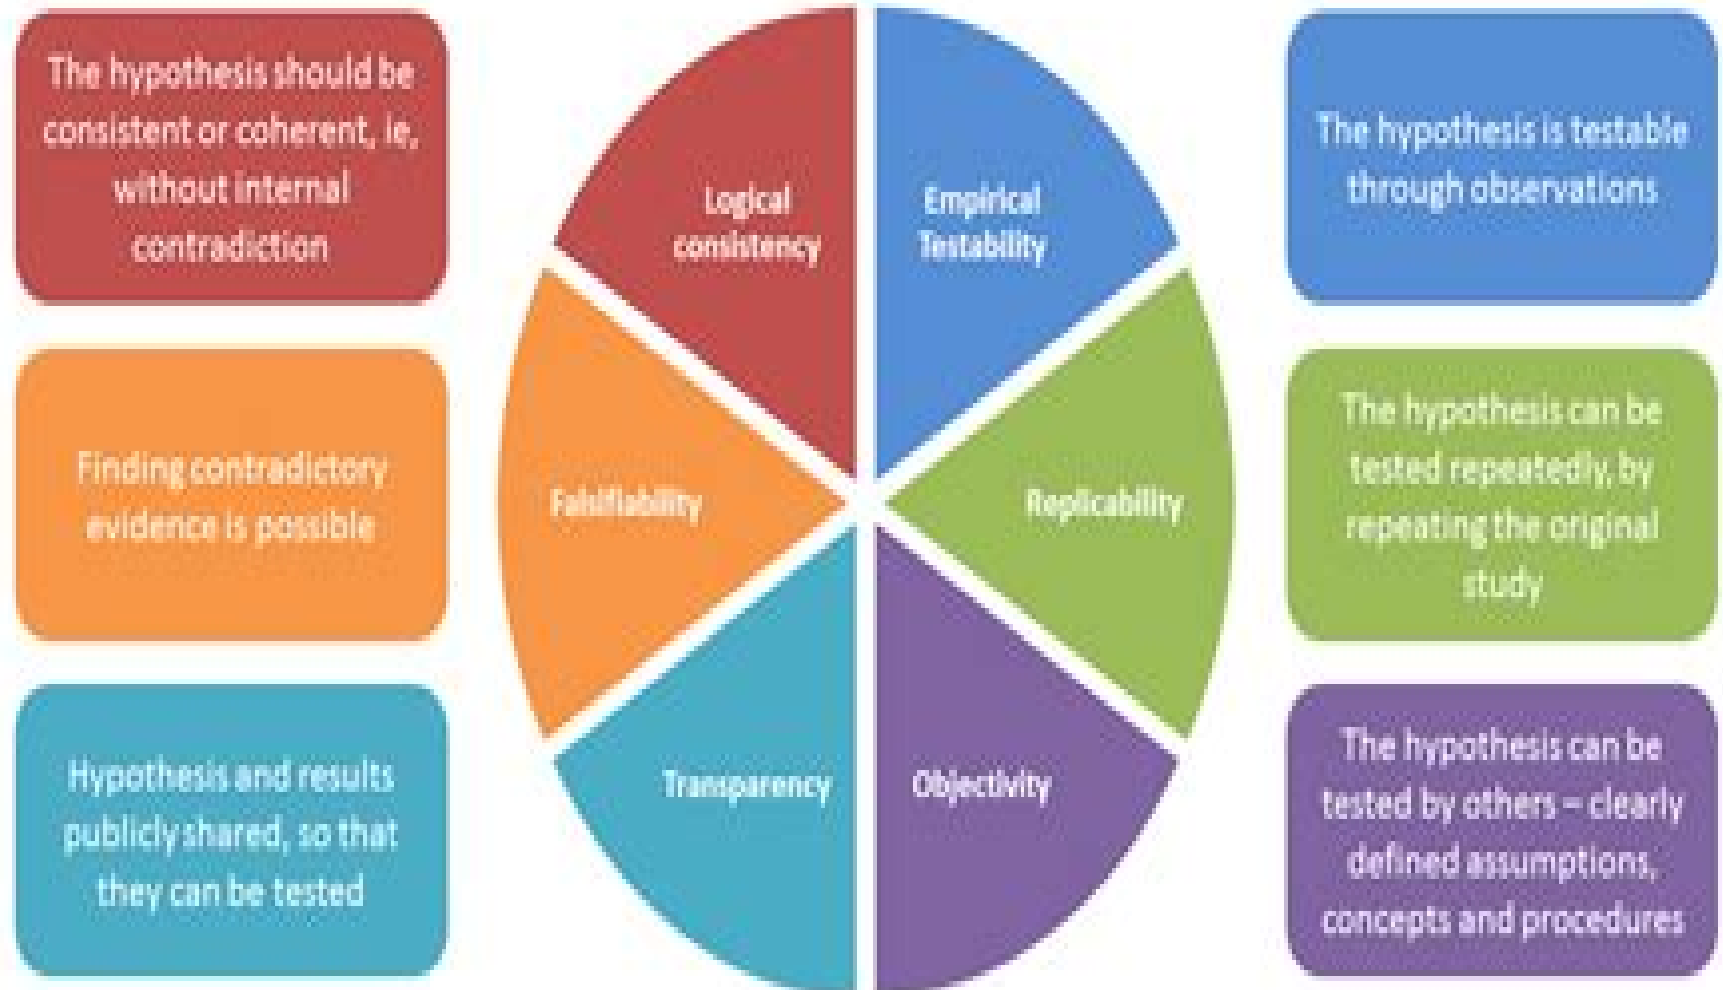 The hypothesis should be
consistent or coherent, ie,
without internal
contradiction
Logical
consistency
Empirical
Testability
The hypothesis is testable
through observations
Finding contradictory
evidence is possible
Falsifiability
Replicability
The hypothesis can be
tested repeatedly, by
repeating the original
study
Hypothesis and results
publicly shared, so that
they can be tested
Transparency
Objectivity
The hypothesis can be
tested by others – clearly
defined assumptions,
concepts and procedures